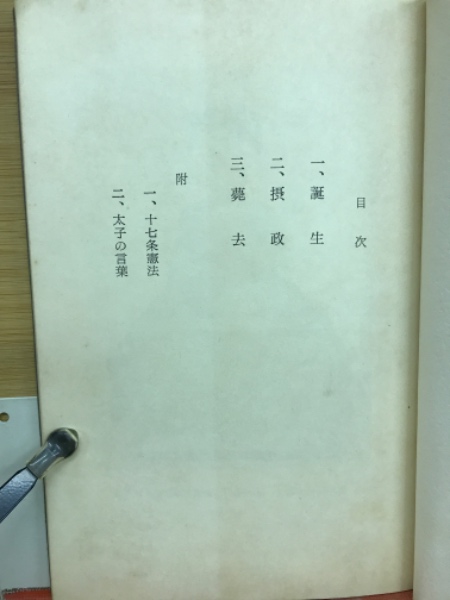 目次
一、誕生
二、摂政
三、薨去
附
一、十七条憲法
二、太子の言葉